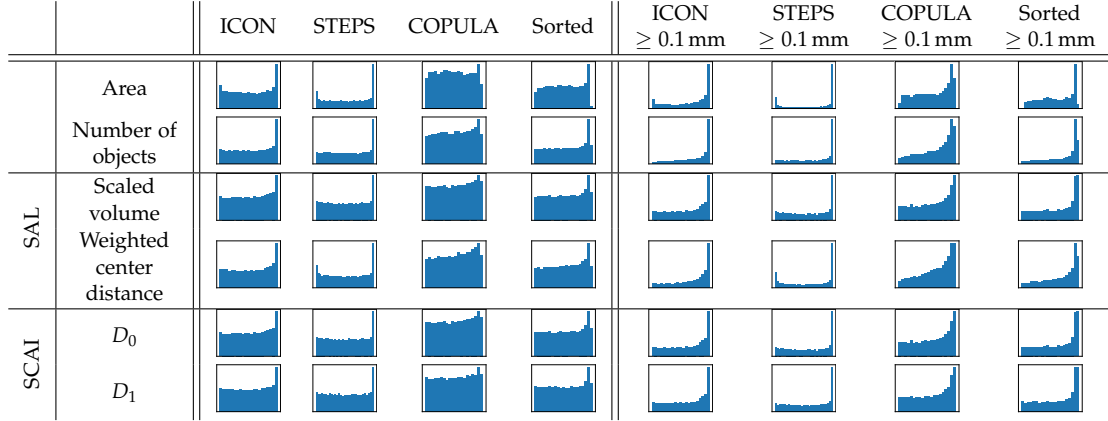 ICON STEPS COPULA Sorted ICON STEPS COPULA Sorted
≥ 0.1 mm ≥ 0.1 mm ≥ 0.1 mm ≥ 0.1 mm
Area
Number of
objects
SAL
Scaled
volume
Weighted
center
distance
SCAI
D₀
D₁